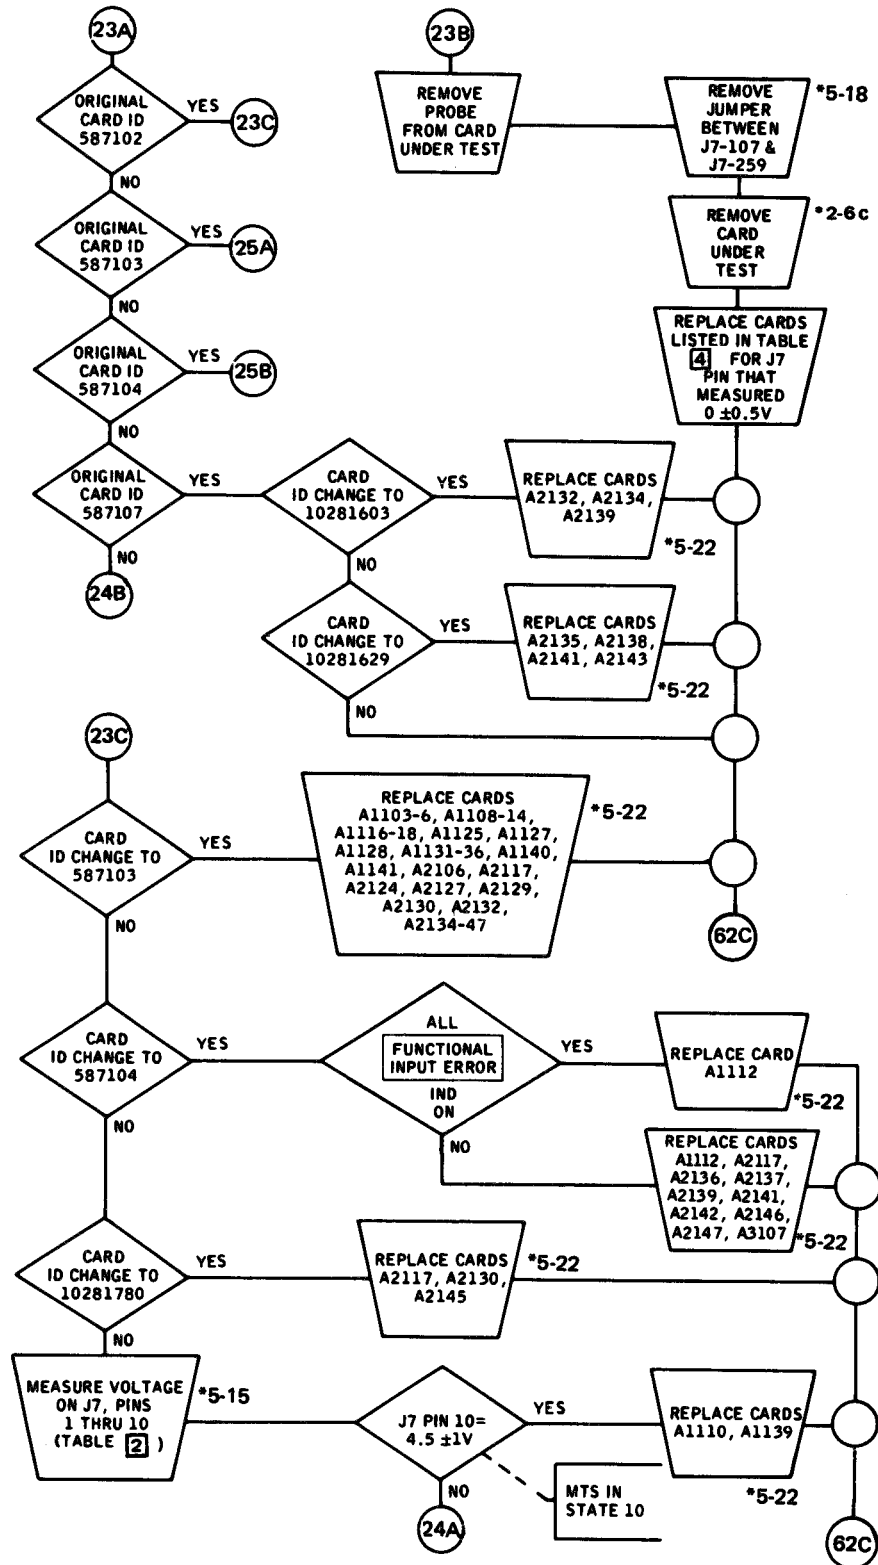 23A
ORIGINAL
CARD ID
587102
YES
23C
NO
ORIGINAL
CARD ID
587103
YES
25A
NO
ORIGINAL
CARD ID
587104
YES
25B
NO
ORIGINAL
CARD ID
587107
YES
NO
24B
CARD
ID CHANGE TO
10281603
YES
REPLACE CARDS
A2132, A2134,
A2139
*5-22
NO
CARD
ID CHANGE TO
10281629
YES
REPLACE CARDS
A2135, A2138,
A2141, A2143
*5-22
NO
23B
REMOVE
PROBE
FROM CARD
UNDER TEST
REMOVE
JUMPER
BETWEEN
J7-107 &
J7-259
*5-18
REMOVE
CARD
UNDER
TEST
*2-6c
REPLACE CARDS
LISTED IN TABLE
4 FOR J7
PIN THAT
MEASURED
0 ±0.5V
23C
CARD
ID CHANGE TO
587103
YES
REPLACE CARDS
A1103-6, A1108-14,
A1116-18, A1125, A1127,
A1128, A1131-36, A1140,
A1141, A2106, A2117,
A2124, A2127, A2129,
A2130, A2132,
A2134-47
*5-22
62C
NO
CARD
ID CHANGE TO
587104
YES
ALL
FUNCTIONAL
INPUT ERROR
IND
ON
YES
REPLACE CARD
A1112
*5-22
NO
REPLACE CARDS
A1112, A2117,
A2136, A2137,
A2139, A2141,
A2142, A2146,
A2147, A3107
*5-22
NO
CARD
ID CHANGE TO
10281780
YES
REPLACE CARDS
A2117, A2130,
A2145
*5-22
NO
MEASURE VOLTAGE
ON J7, PINS
1 THRU 10
(TABLE 2 )
*5-15
J7 PIN 10=
4.5 ±1V
YES
REPLACE CARDS
A1110, A1139
*5-22
NO
24A
MTS IN
STATE 10
62C